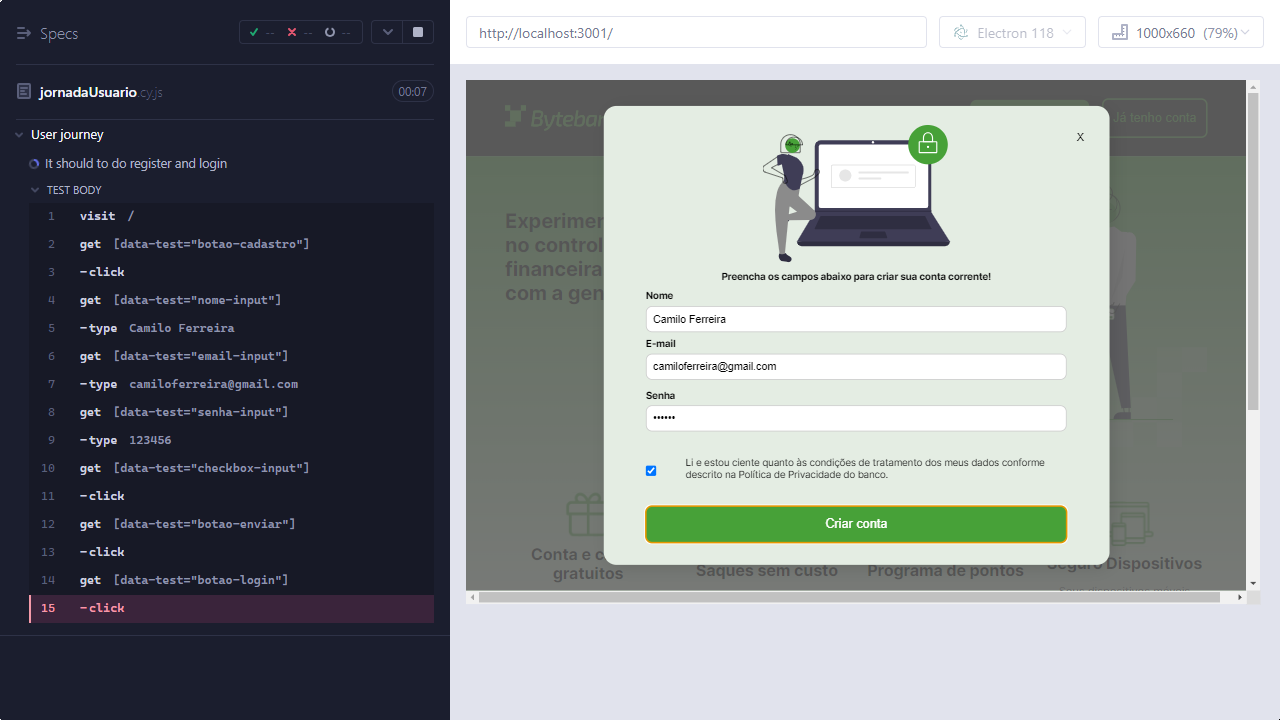 Specs
--
--
--
jornadaUsuario.cy.js
00:07
User journey
It should to do register and login
TEST BODY
1 visit /
2 get [data-test="botao-cadastro"]
3 -click
4 get [data-test="nome-input"]
5 -type Camilo Ferreira
6 get [data-test="email-input"]
7 -type camiloferreira@gmail.com
8 get [data-test="senha-input"]
9 -type 123456
10 get [data-test="checkbox-input"]
11 -click
12 get [data-test="botao-enviar"]
13 -click
14 get [data-test="botao-login"]
15 -click
http://localhost:3001/
Electron 118
1000x660 (79%)
Byteban
Já tenho conta
X
Experimen
no control
financeira
com a gen
Preencha os campos abaixo para criar sua conta corrente!
Nome
Camilo Ferreira
E-mail
camiloferreira@gmail.com
Senha
••••••
Li e estou ciente quanto às condições de tratamento dos meus dados conforme
descrito na Política de Privacidade do banco.
Criar conta
Conta e c
gratuitos
Saques sem custo
Programa de pontos
Seguro Dispositivos